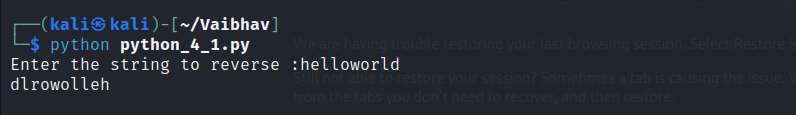 ┌──(kali㉿kali)-[~/Vaibhav]
└─$ python python_4_1.py
We are having trouble restoring your last browsing session. Select Restore S
Enter the string to reverse :helloworld
dlrowolleh
Still not able to restore your session? Sometimes a tab is causing the issue. V
from the tabs you don't need to recover, and then restore.